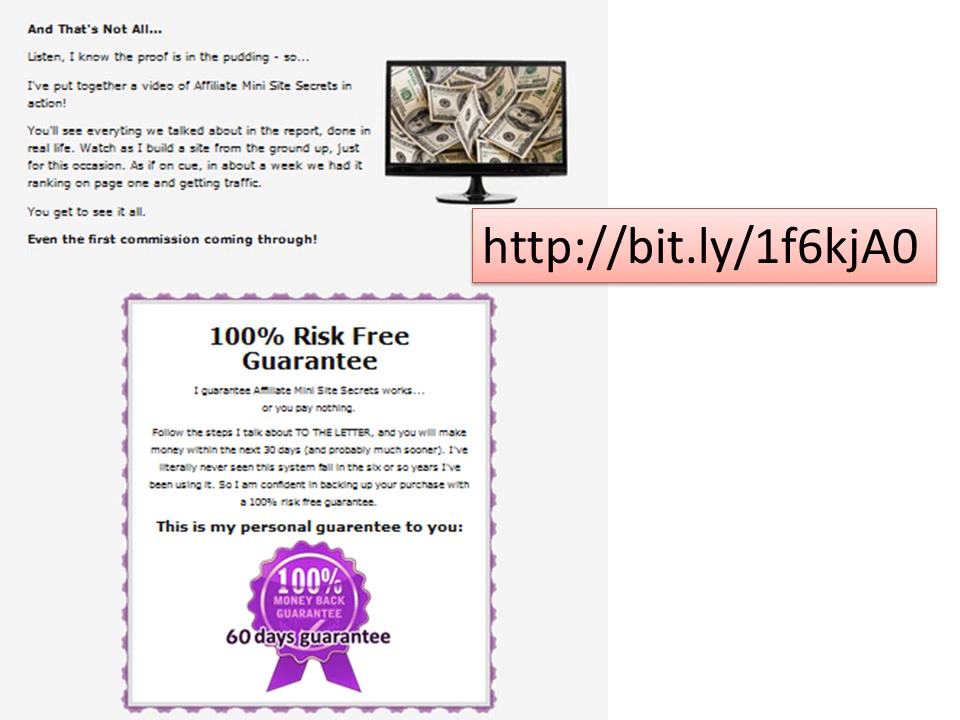 And That's Not All...
Listen, I know the proof is in the pudding - so...
I've put together a video of Affiliate Mini Site Secrets in
action!
You'll see everyting we talked about in the report, done in
real life. Watch as I build a site from the ground up, just
for this occasion. As if on cue, in about a week we had it
ranking on page one and getting traffic.
You get to see it all.
Even the first commission coming through!
http://bit.ly/1f6kjA0
100% Risk Free
Guarantee
I guarantee Affiliate Mini Site Secrets works...
or you pay nothing.
Follow the steps I talk about TO THE LETTER, and you will make
money within the next 30 days (and probably much sooner). I've
literally never seen this system fail in the six or so years I've
been using it. So I am confident in backing up your purchase with
a 100% risk free guarantee.
This is my personal guarentee to you:
100%
MONEY BACK
GUARANTEE
60 days guarantee